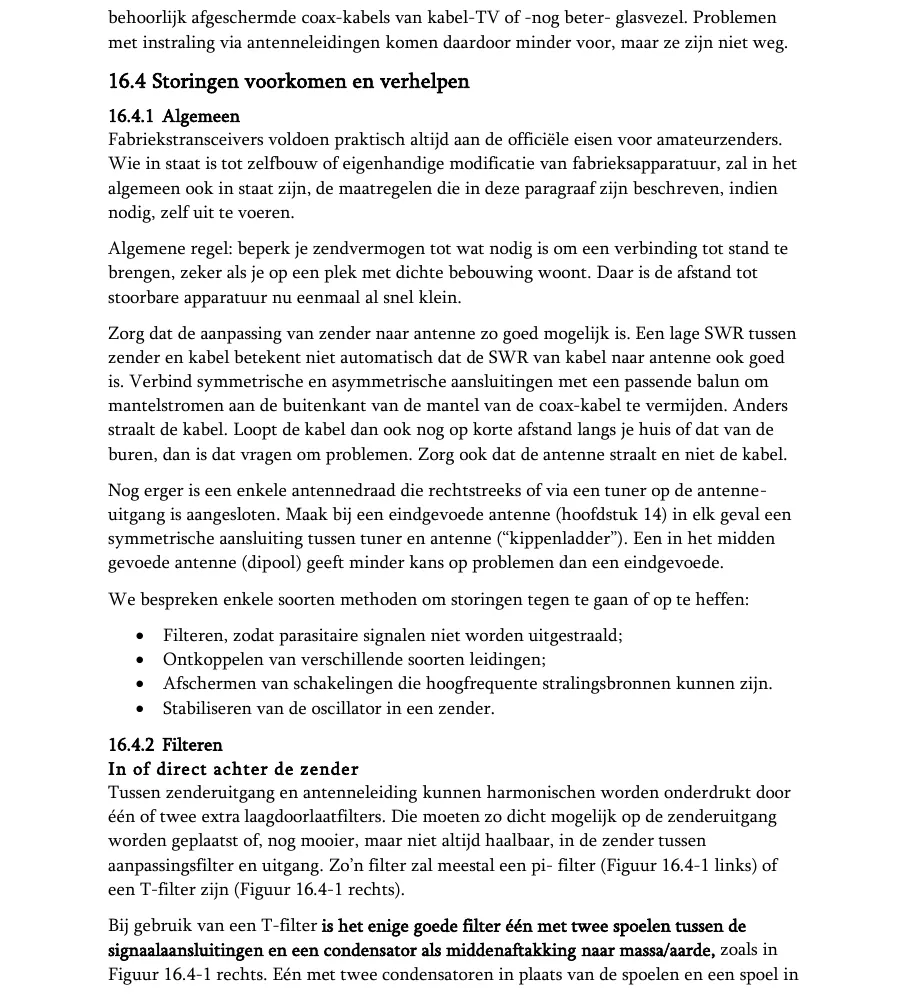 behoorlijk afgeschermde coax-kabels van kabel-TV of -nog beter- glasvezel. Problemen
met instraling via antenneleidingen komen daardoor minder voor, maar ze zijn niet weg.
16.4 Storingen voorkomen en verhelpen
16.4.1 Algemeen
Fabriekstransceivers voldoen praktisch altijd aan de officiële eisen voor amateurzenders.
Wie in staat is tot zelfbouw of eigenhandige modificatie van fabrieksapparatuur, zal in het
algemeen ook in staat zijn, de maatregelen die in deze paragraaf zijn beschreven, indien
nodig, zelf uit te voeren.
Algemene regel: beperk je zendvermogen tot wat nodig is om een verbinding tot stand te
brengen, zeker als je op een plek met dichte bebouwing woont. Daar is de afstand tot
stoorbare apparatuur nu eenmaal al snel klein.
Zorg dat de aanpassing van zender naar antenne zo goed mogelijk is. Een lage SWR tussen
zender en kabel betekent niet automatisch dat de SWR van kabel naar antenne ook goed
is. Verbind symmetrische en asymmetrische aansluitingen met een passende balun om
mantelstromen aan de buitenkant van de mantel van de coax-kabel te vermijden. Anders
straalt de kabel. Loopt de kabel dan ook nog op korte afstand langs je huis of dat van de
buren, dan is dat vragen om problemen. Zorg ook dat de antenne straalt en niet de kabel.
Nog erger is een enkele antennedraad die rechtstreeks of via een tuner op de antenne-
uitgang is aangesloten. Maak bij een eindgevoede antenne (hoofdstuk 14) in elk geval een
symmetrische aansluiting tussen tuner en antenne (“kippenladder”). Een in het midden
gevoede antenne (dipool) geeft minder kans op problemen dan een eindgevoede.
We bespreken enkele soorten methoden om storingen tegen te gaan of op te heffen:
• Filteren, zodat parasitaire signalen niet worden uitgestraald;
• Ontkoppelen van verschillende soorten leidingen;
• Afschermen van schakelingen die hoogfrequente stralingsbronnen kunnen zijn.
• Stabiliseren van de oscillator in een zender.
16.4.2 Filteren
In of direct achter de zender
Tussen zenderuitgang en antenneleiding kunnen harmonischen worden onderdrukt door
één of twee extra laagdoorlaatfilters. Die moeten zo dicht mogelijk op de zenderuitgang
worden geplaatst of, nog mooier, maar niet altijd haalbaar, in de zender tussen
aanpassingsfilter en uitgang. Zo’n filter zal meestal een pi- filter (Figuur 16.4-1 links) of
een T-filter zijn (Figuur 16.4-1 rechts).
Bij gebruik van een T-filter is het enige goede filter één met twee spoelen tussen de
signaalaansluitingen en een condensator als middenaftakking naar massa/aarde, zoals in
Figuur 16.4-1 rechts. Eén met twee condensatoren in plaats van de spoelen en een spoel in